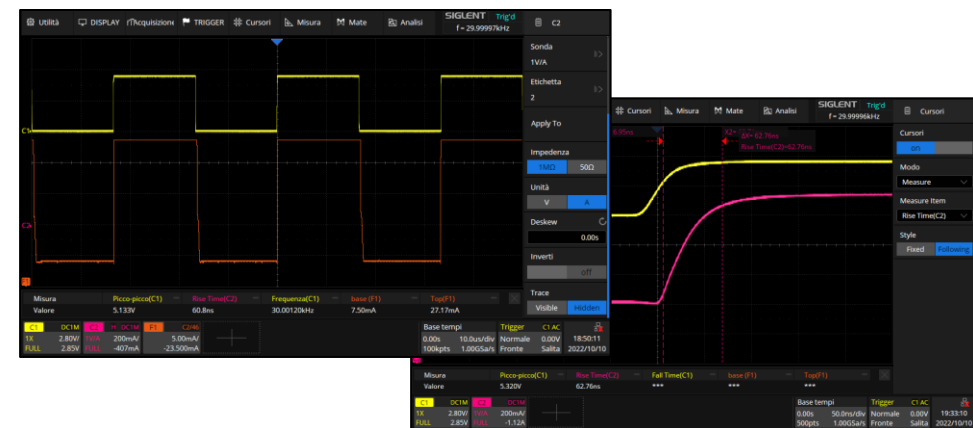 Utilità DISPLAY Acquisizione TRIGGER Cursori Misura Mate Analisi SIGLENT Trig'd C2
f = 29.99997kHz
Sonda
1V/A
Etichetta
2
Apply To
Impedenza
1MΩ 50Ω
Unità
V A
Deskew
0.00s
Inverti
off
Trace
Visible Hidden
C1
C2
Misura Picco-picco(C1) Rise Time(C2) Frequenza(C1) base (F1) Top(F1)
Valore 5.133V 60.8ns 30.00120kHz 7.50mA 27.17mA
C1 DC1M C2 DC1M F1 C2/46
1X 2.80V/ 1V/A 200mA/ 5.00mA/
FULL 2.85V FULL -407mA -23.500mA
Base tempi Trigger C1 AC
0.00s 10.0us/div Normale 0.00V 18:50:11
100kpts 1.00GSa/s Fronte Salita 2022/10/10
Cursori Misura Mate Analisi SIGLENT Trig'd Cursori
f = 29.99996kHz
ΔX= 62.76ns
Rise Time(C2)=62.76ns
Cursori
on
Modo
Measure
Measure Item
Rise Time(C2)
Style
Fixed Following
Misura Picco-picco(C1) Rise Time(C2) Fall Time(C1) base (F1) Top(F1)
Valore 5.320V 62.76ns *** *** ***
C1 DC1M C2 DC1M
1X 2.80V/ 1V/A 200mA/
FULL 2.85V FULL -1.12A
Base tempi Trigger C1 AC
0.00s 50.0ns/div Normale 0.00V 19:33:10
500pts 1.00GSa/s Fronte Salita 2022/10/10